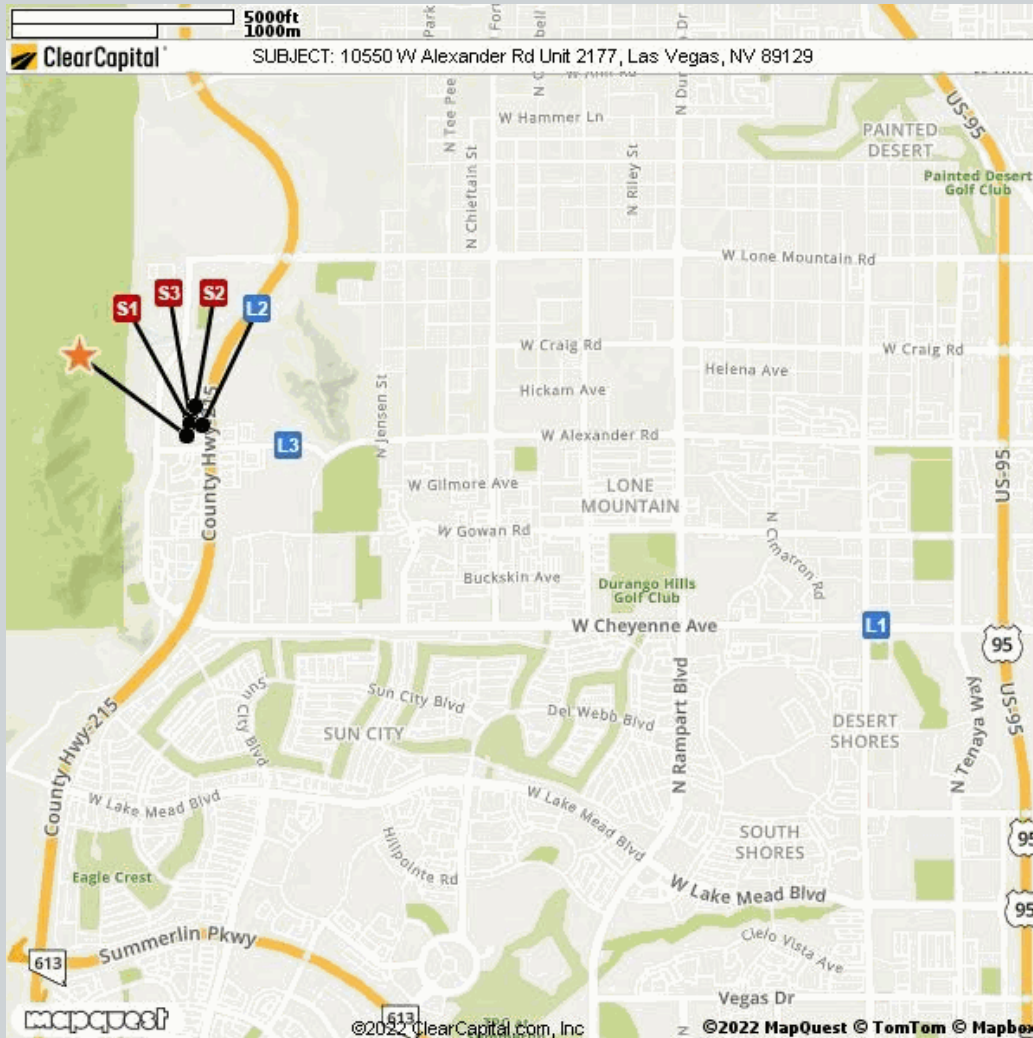 5000ft
1000m
ClearCapital
SUBJECT: 10550 W Alexander Rd Unit 2177, Las Vegas, NV 89129
Park
N Tee Pee
W Hammer Ln
N Chieftain St
N Riley St
US-95
PAINTED
DESERT
Painted Desert
Golf Club
W Lone Mountain Rd
S1
S3
S2
L2
W Craig Rd
W Craig Rd
Helena Ave
Hickam Ave
N Jensen St
County Hwy-215
L3
W Alexander Rd
W Gilmore Ave
LONE
MOUNTAIN
US-95
W Gowan Rd
N Cimarron Rd
Buckskin Ave
Durango Hills
Golf Club
W Cheyenne Ave
L1
95
N Rampart Blvd
N Tenaya Way
US-95
Sun City Blvd
Sun City Blvd
Del Webb Blvd
SUN CITY
DESERT
SHORES
County Hwy-215
W Lake Mead Blvd
W Lake Mead Blvd
Hillpointe Rd
SOUTH
SHORES
95
Eagle Crest
W Lake Mead Blvd
95
Summerlin Pkwy
Cielo Vista Ave
613
Vegas Dr
613
mapquest
©2022 ClearCapital.com, Inc
©2022 MapQuest © TomTom © Mapbox